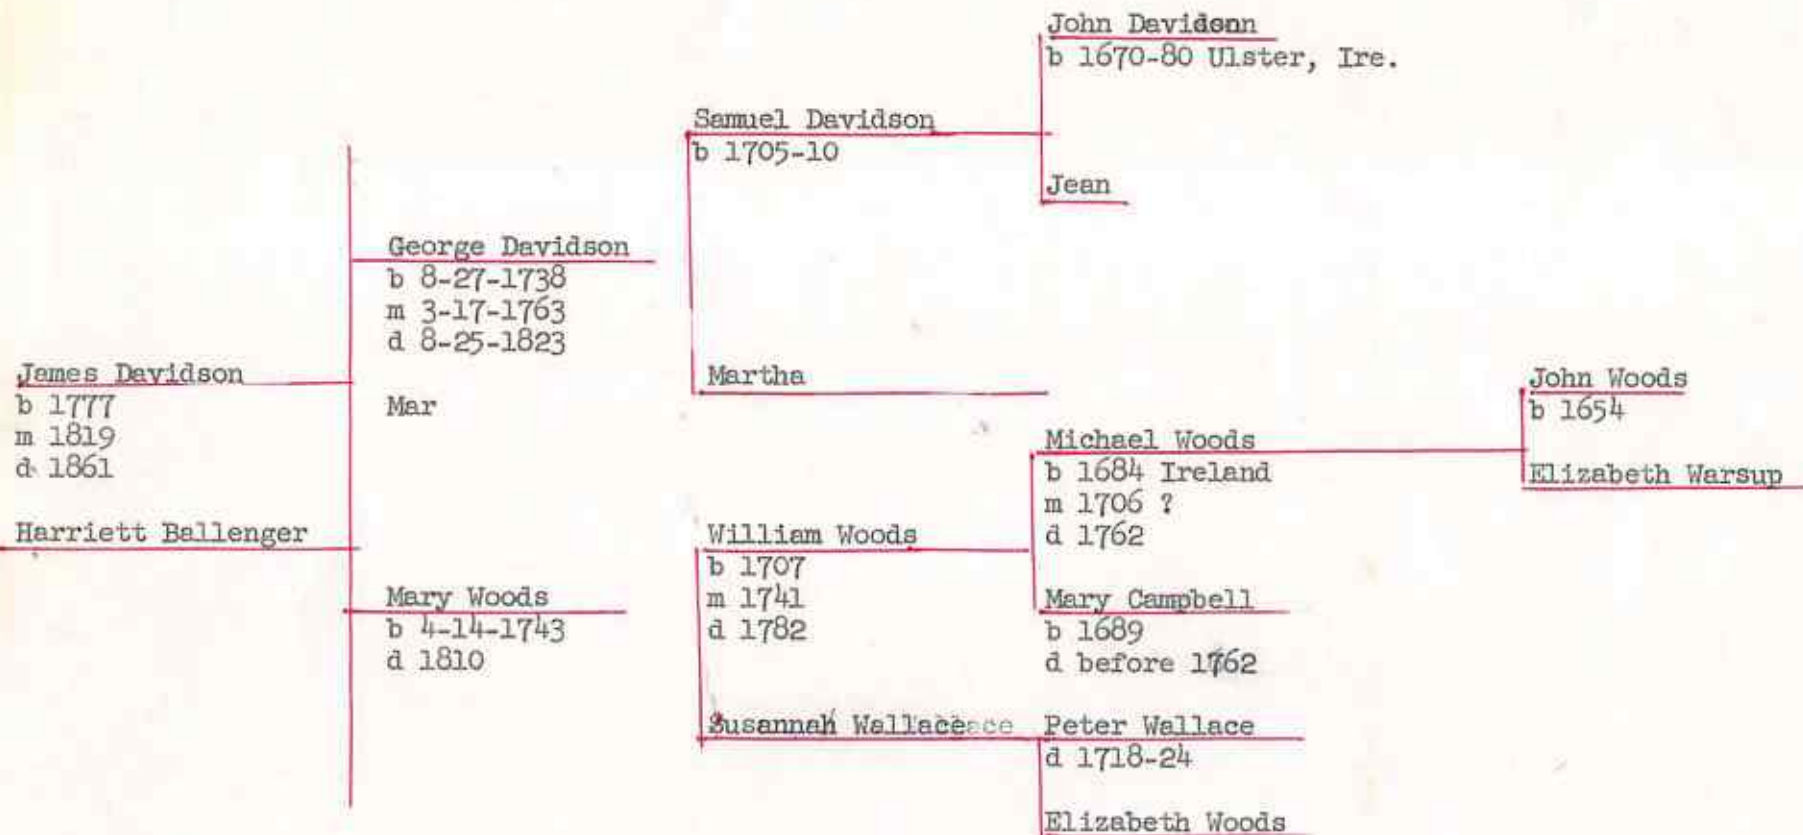 John Davidson
b 1670-80 Ulster, Ire.
Samuel Davidson
b 1705-10
Jean
George Davidson
b 8-27-1738
m 3-17-1763
d 8-25-1823
James Davidson
b 1777
m 1819
d 1861
Mar
Martha
John Woods
b 1654
Elizabeth Warsup
Michael Woods
b 1684 Ireland
m 1706 ?
d 1762
Harriett Ballenger
William Woods
b 1707
m 1741
d 1782
Mary Woods
b 4-14-1743
d 1810
Mary Campbell
b 1689
d before 1762
Susannah Wallace
Peter Wallace
d 1718-24
Elizabeth Woods